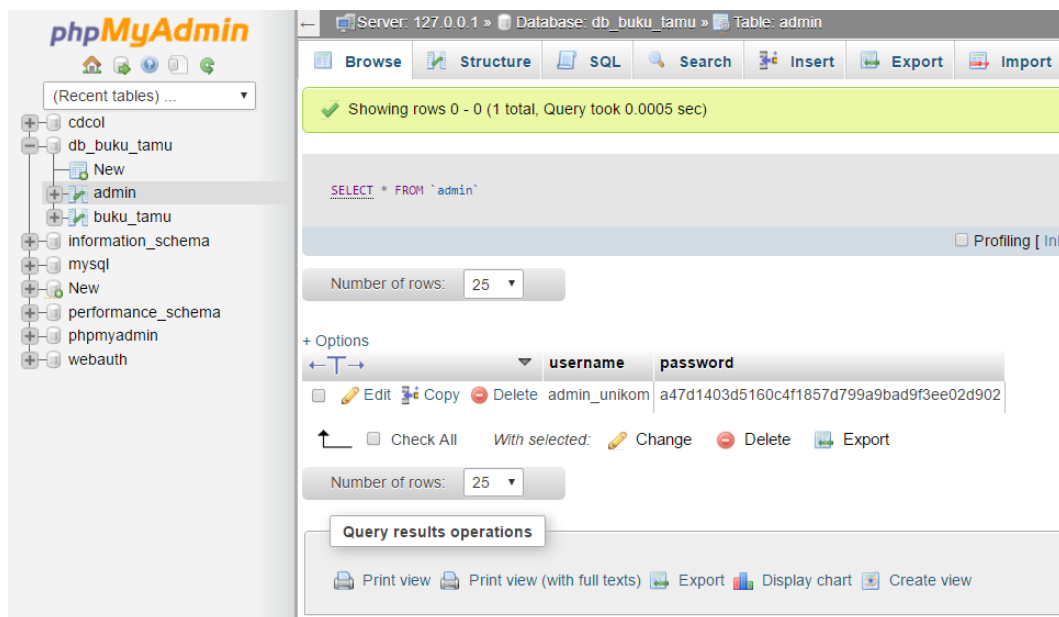 phpMyAdmin
(Recent tables) ...
cdcol
db_buku_tamu
New
admin
buku_tamu
information_schema
mysql
New
performance_schema
phpmyadmin
webauth
Server: 127.0.0.1 » Database: db_buku_tamu » Table: admin
Browse Structure SQL Search Insert Export Import
Showing rows 0 - 0 (1 total, Query took 0.0005 sec)
SELECT * FROM `admin`
Profiling [ In
Number of rows: 25
+ Options
←T→ username password
Edit Copy Delete admin_unikom a47d1403d5160c4f1857d799a9bad9f3ee02d902
Check All With selected: Change Delete Export
Number of rows: 25
Query results operations
Print view Print view (with full texts) Export Display chart Create view